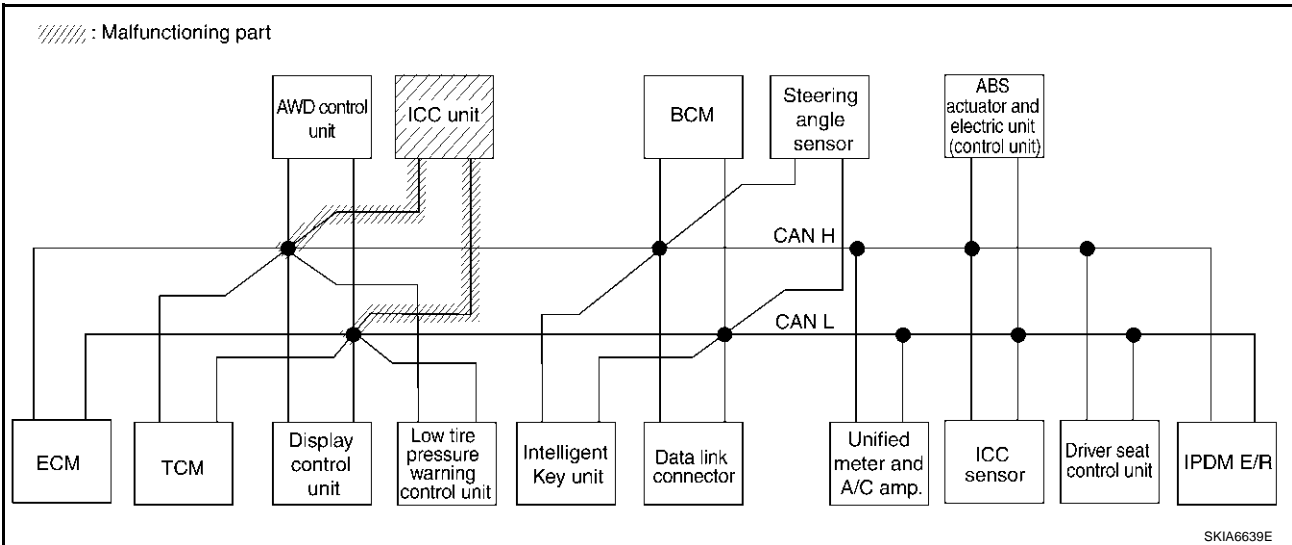 : Malfunctioning part
AWD control
unit
ICC unit
BCM
Steering
angle
sensor
ABS
actuator and
electric unit
(control unit)
CAN H
CAN L
ECM
TCM
Display
control
unit
Low tire
pressure
warning
control unit
Intelligent
Key unit
Data link
connector
Unified
meter and
A/C amp.
ICC
sensor
Driver seat
control unit
IPDM E/R
SKIA6639E